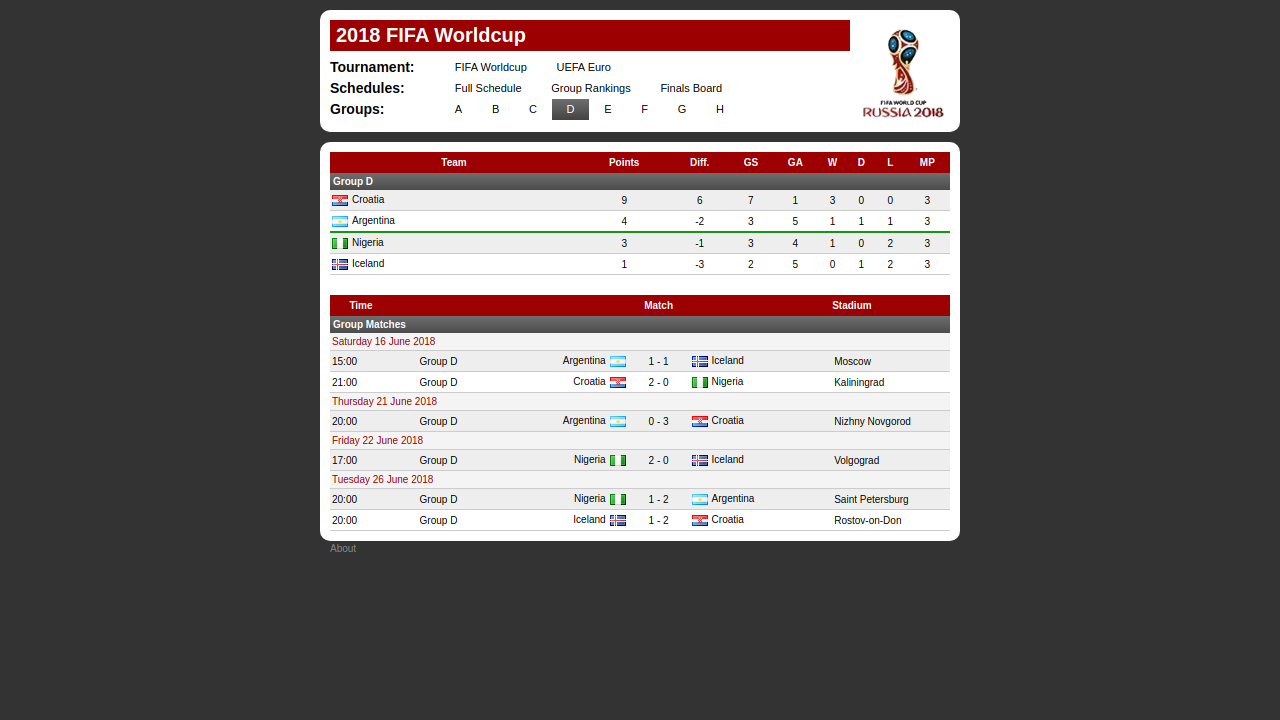 2018 FIFA Worldcup
Tournament: FIFA Worldcup UEFA Euro
Schedules: Full Schedule Group Rankings Finals Board
Groups: A B C D E F G H
FIFA WORLD CUP
RUSSIA 2018
Team Points Diff. GS GA W D L MP
Group D
Croatia 9 6 7 1 3 0 0 3
Argentina 4 -2 3 5 1 1 1 3
Nigeria 3 -1 3 4 1 0 2 3
Iceland 1 -3 2 5 0 1 2 3
Time Match Stadium
Group Matches
Saturday 16 June 2018
15:00 Group D Argentina 1 - 1 Iceland Moscow
21:00 Group D Croatia 2 - 0 Nigeria Kaliningrad
Thursday 21 June 2018
20:00 Group D Argentina 0 - 3 Croatia Nizhny Novgorod
Friday 22 June 2018
17:00 Group D Nigeria 2 - 0 Iceland Volgograd
Tuesday 26 June 2018
20:00 Group D Nigeria 1 - 2 Argentina Saint Petersburg
20:00 Group D Iceland 1 - 2 Croatia Rostov-on-Don
About